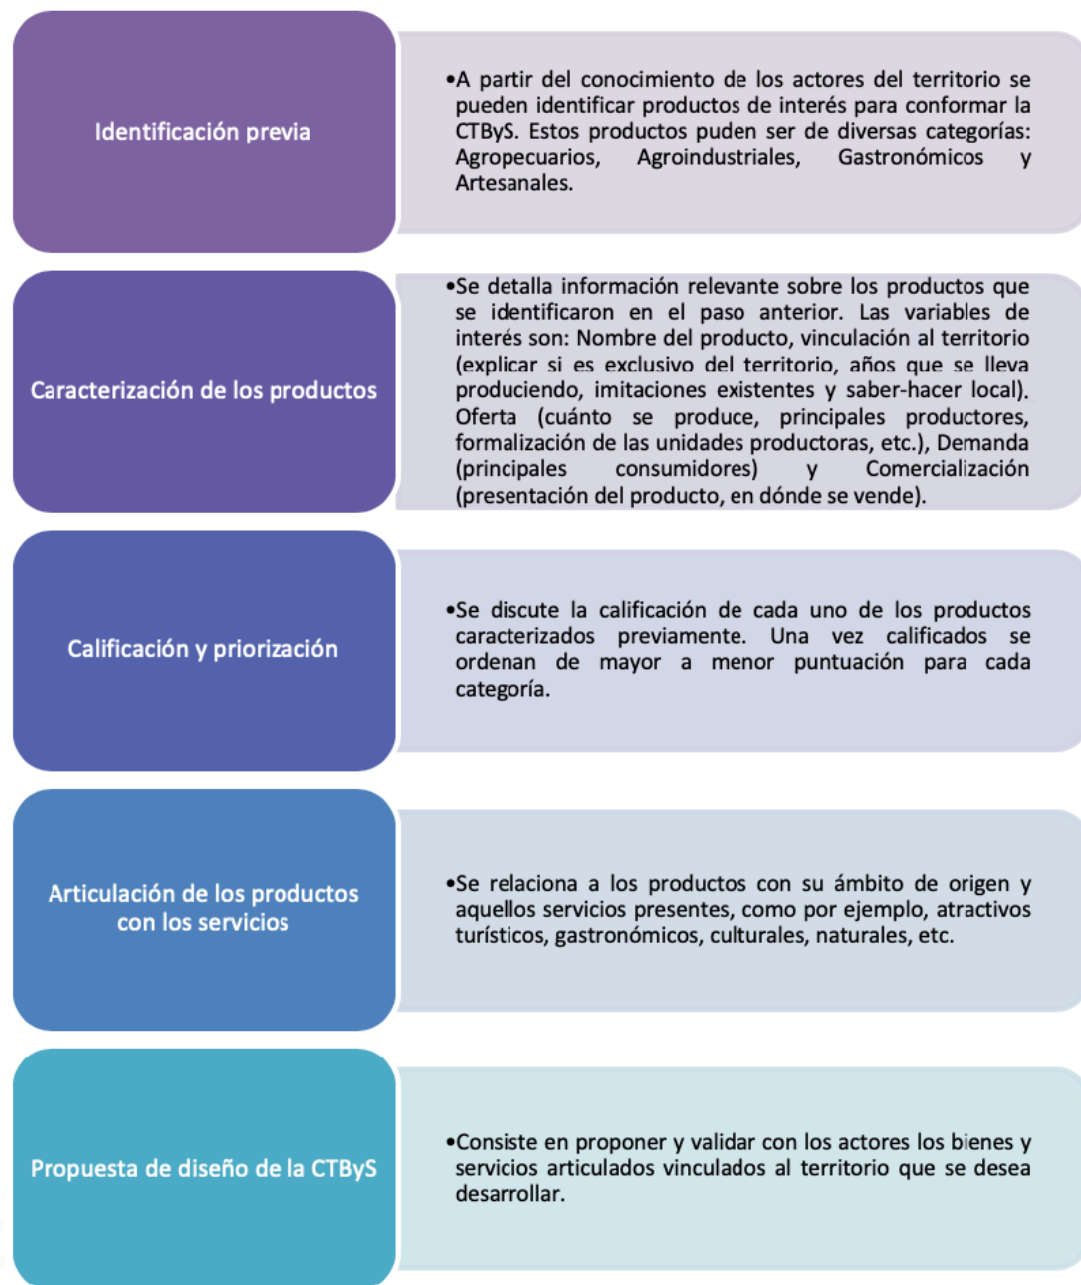 Identificación previa
•A partir del conocimiento de los actores del territorio se
pueden identificar productos de interés para conformar la
CTByS. Estos productos puden ser de diversas categorías:
Agropecuarios, Agroindustriales, Gastronómicos y
Artesanales.
Caracterización de los productos
•Se detalla información relevante sobre los productos que
se identificaron en el paso anterior. Las variables de
interés son: Nombre del producto, vinculación al territorio
(explicar si es exclusivo del territorio, años que se lleva
produciendo, imitaciones existentes y saber-hacer local).
Oferta (cuánto se produce, principales productores,
formalización de las unidades productoras, etc.), Demanda
(principales consumidores) y Comercialización
(presentación del producto, en dónde se vende).
Calificación y priorización
•Se discute la calificación de cada uno de los productos
caracterizados previamente. Una vez calificados se
ordenan de mayor a menor puntuación para cada
categoría.
Articulación de los productos
con los servicios
•Se relaciona a los productos con su ámbito de origen y
aquellos servicios presentes, como por ejemplo, atractivos
turísticos, gastronómicos, culturales, naturales, etc.
Propuesta de diseño de la CTByS
•Consiste en proponer y validar con los actores los bienes y
servicios articulados vinculados al territorio que se desea
desarrollar.